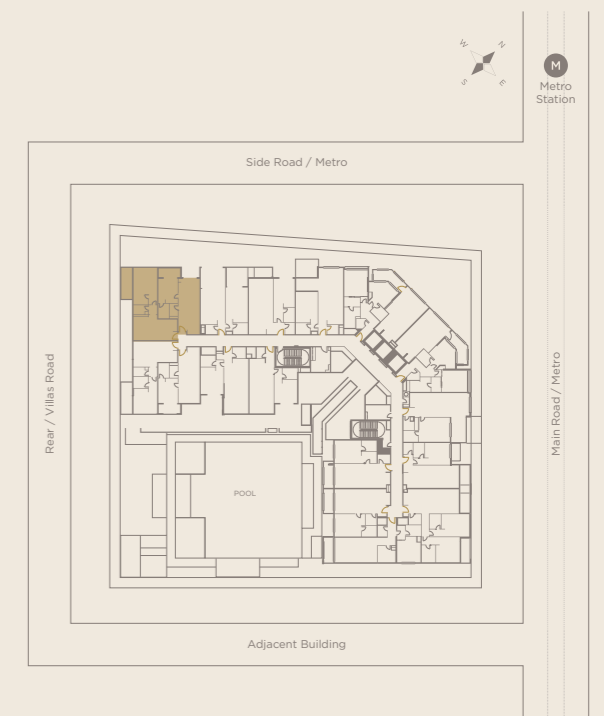 W
N
S
E
M
Metro
Station
Side Road / Metro
Rear / Villas Road
Main Road / Metro
POOL
Adjacent Building